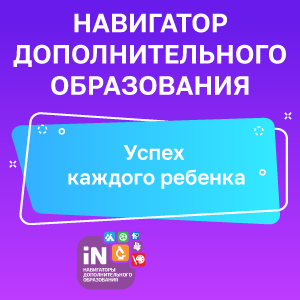 НАВИГАТОР
ДОПОЛНИТЕЛЬНОГО
ОБРАЗОВАНИЯ
Успех
каждого ребенка
iN
НАВИГАТОРЫ
ДОПОЛНИТЕЛЬНОГО
ОБРАЗОВАНИЯ